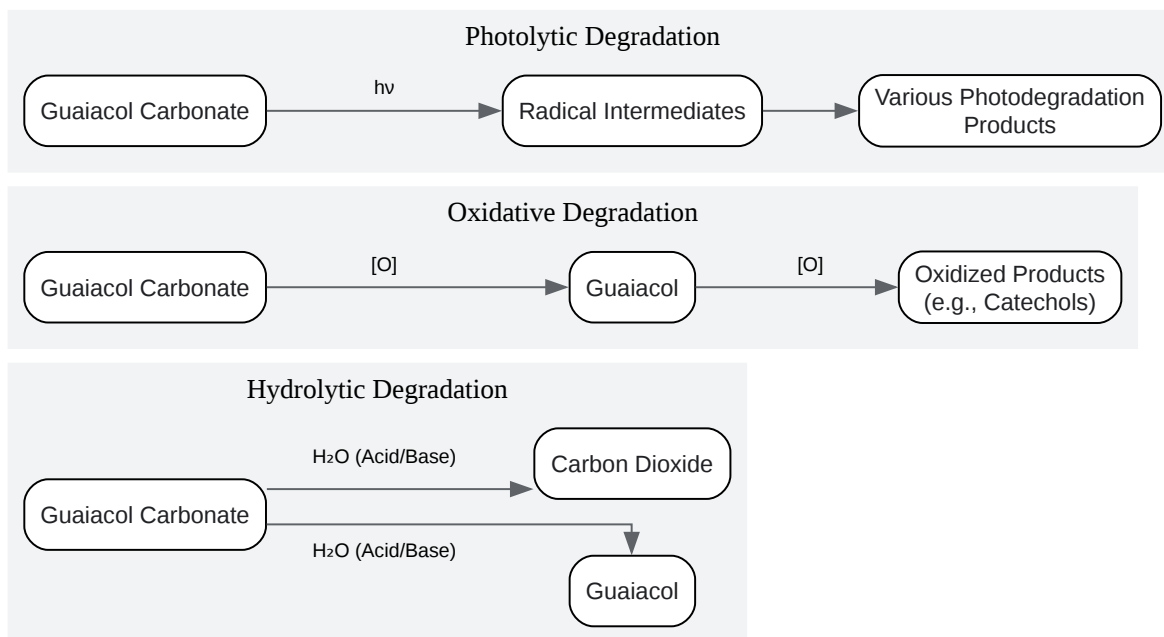 Photolytic Degradation
Guaiacol Carbonate
hν
Radical Intermediates
Various Photodegradation
Products
Oxidative Degradation
Guaiacol Carbonate
[O]
Guaiacol
[O]
Oxidized Products
(e.g., Catechols)
Hydrolytic Degradation
Guaiacol Carbonate
H₂O (Acid/Base)
Carbon Dioxide
H₂O (Acid/Base)
Guaiacol